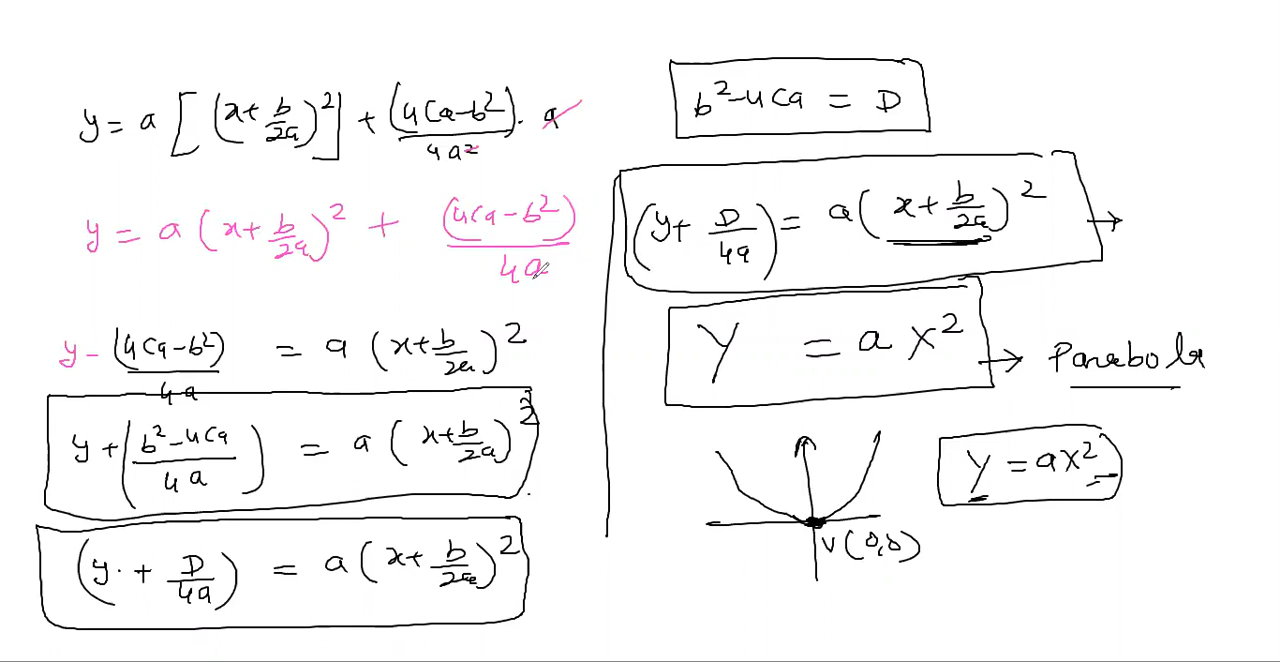 y = a [(x + b/2a)²] + (4ca - b²)/4a² · a
y = a (x + b/2a)² + (4ca - b²)/4a
y - (4ca - b²)/4a = a (x + b/2a)²
y + (b² - 4ca/4a) = a (x + b/2a)²
(y + D/4a) = a (x + b/2a)²
b² - 4ca = D
(y + D/4a) = a (x + b/2a)² →
Y = a X² → Parabola
y = ax²
V(0,0)